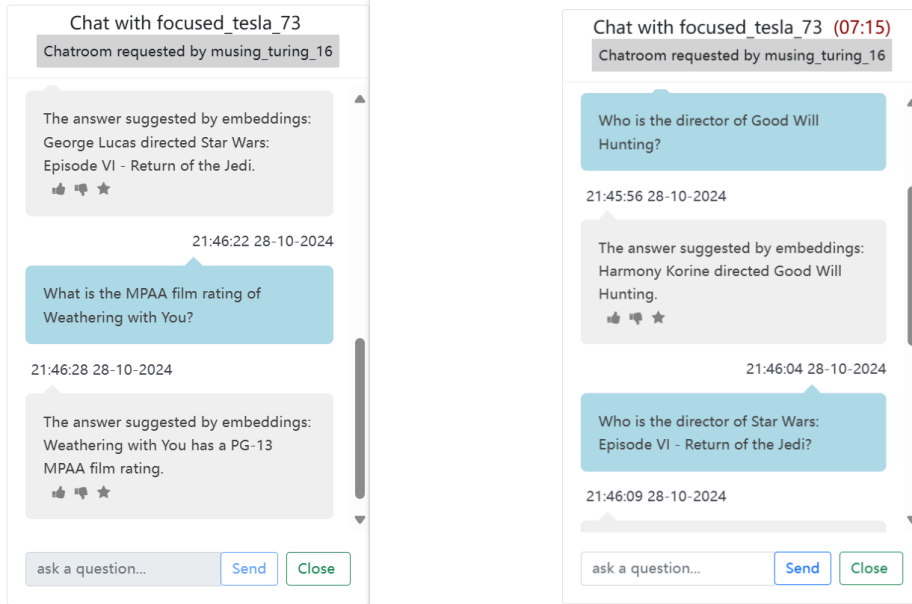 Chat with focused_tesla_73
Chatroom requested by musing_turing_16
The answer suggested by embeddings:
George Lucas directed Star Wars:
Episode VI - Return of the Jedi.
21:46:22 28-10-2024
What is the MPAA film rating of
Weathering with You?
21:46:28 28-10-2024
The answer suggested by embeddings:
Weathering with You has a PG-13
MPAA film rating.
ask a question...
Send
Close
Chat with focused_tesla_73 (07:15)
Chatroom requested by musing_turing_16
Who is the director of Good Will
Hunting?
21:45:56 28-10-2024
The answer suggested by embeddings:
Harmony Korine directed Good Will
Hunting.
21:46:04 28-10-2024
Who is the director of Star Wars:
Episode VI - Return of the Jedi?
21:46:09 28-10-2024
ask a question...
Send
Close